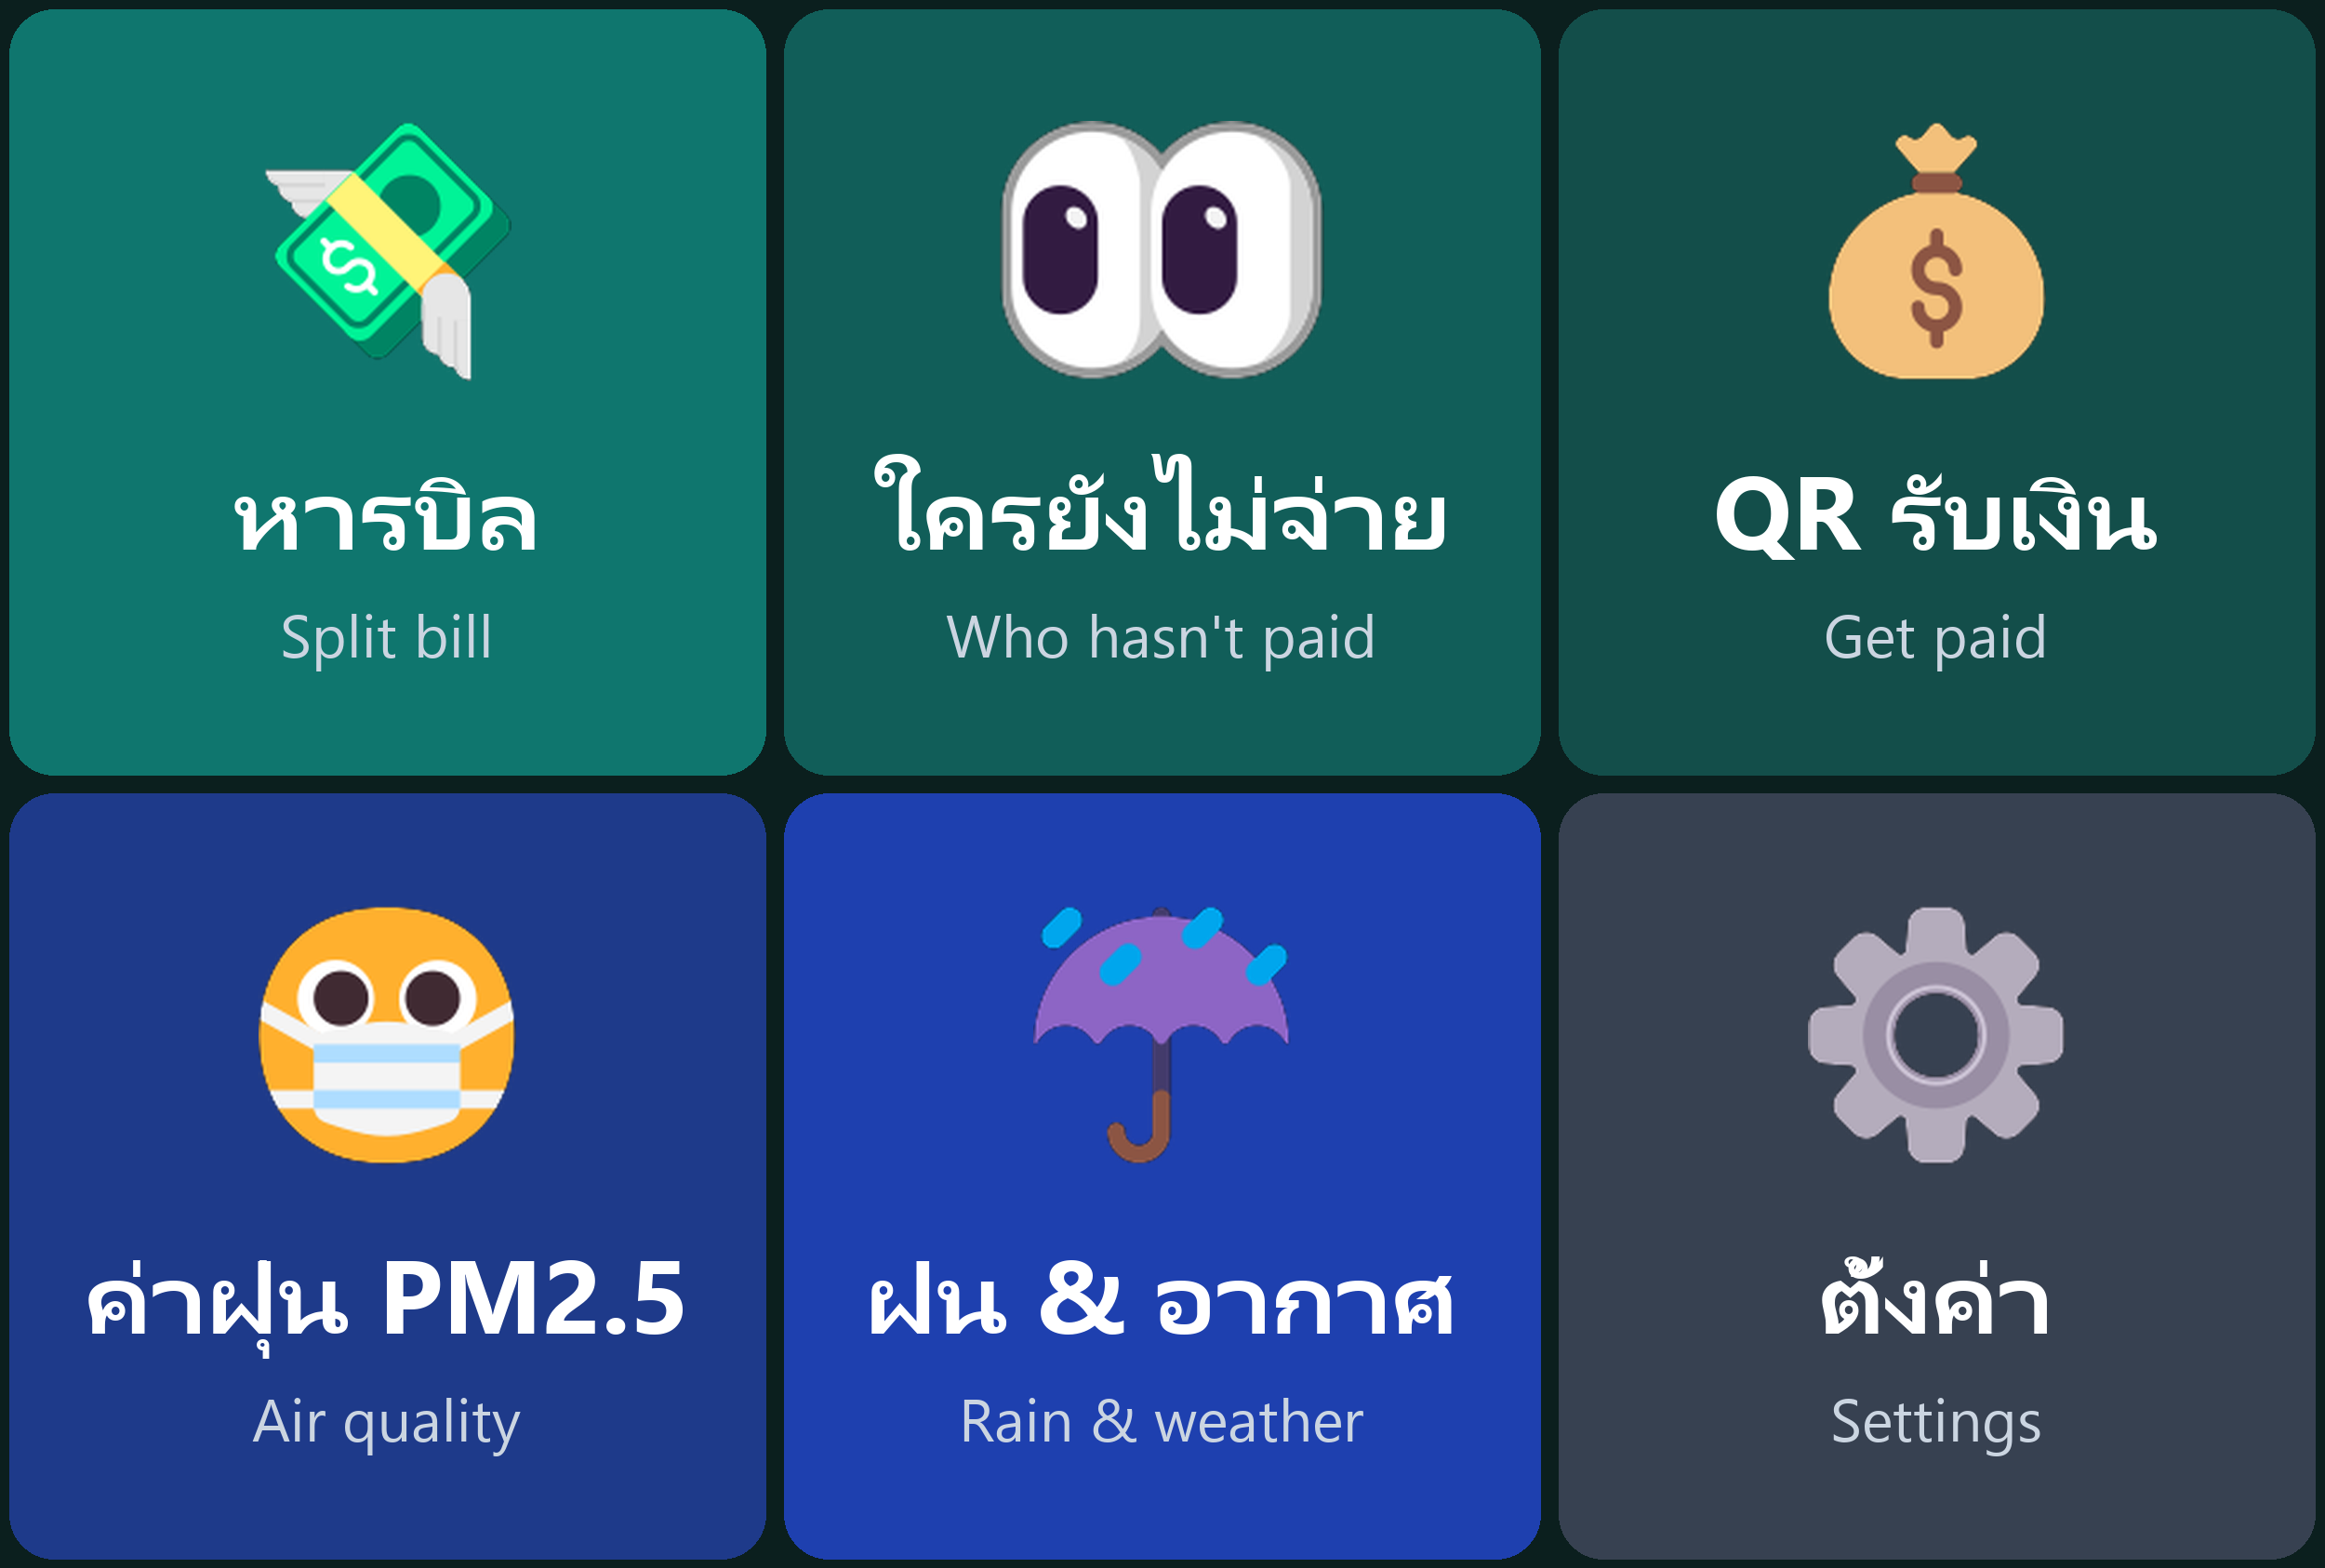 หารบิล
Split bill
ใครยังไม่จ่าย
Who hasn't paid
QR รับเงิน
Get paid
ค่าฝุ่น PM2.5
Air quality
ฝน & อากาศ
Rain & weather
ตั้งค่า
Settings